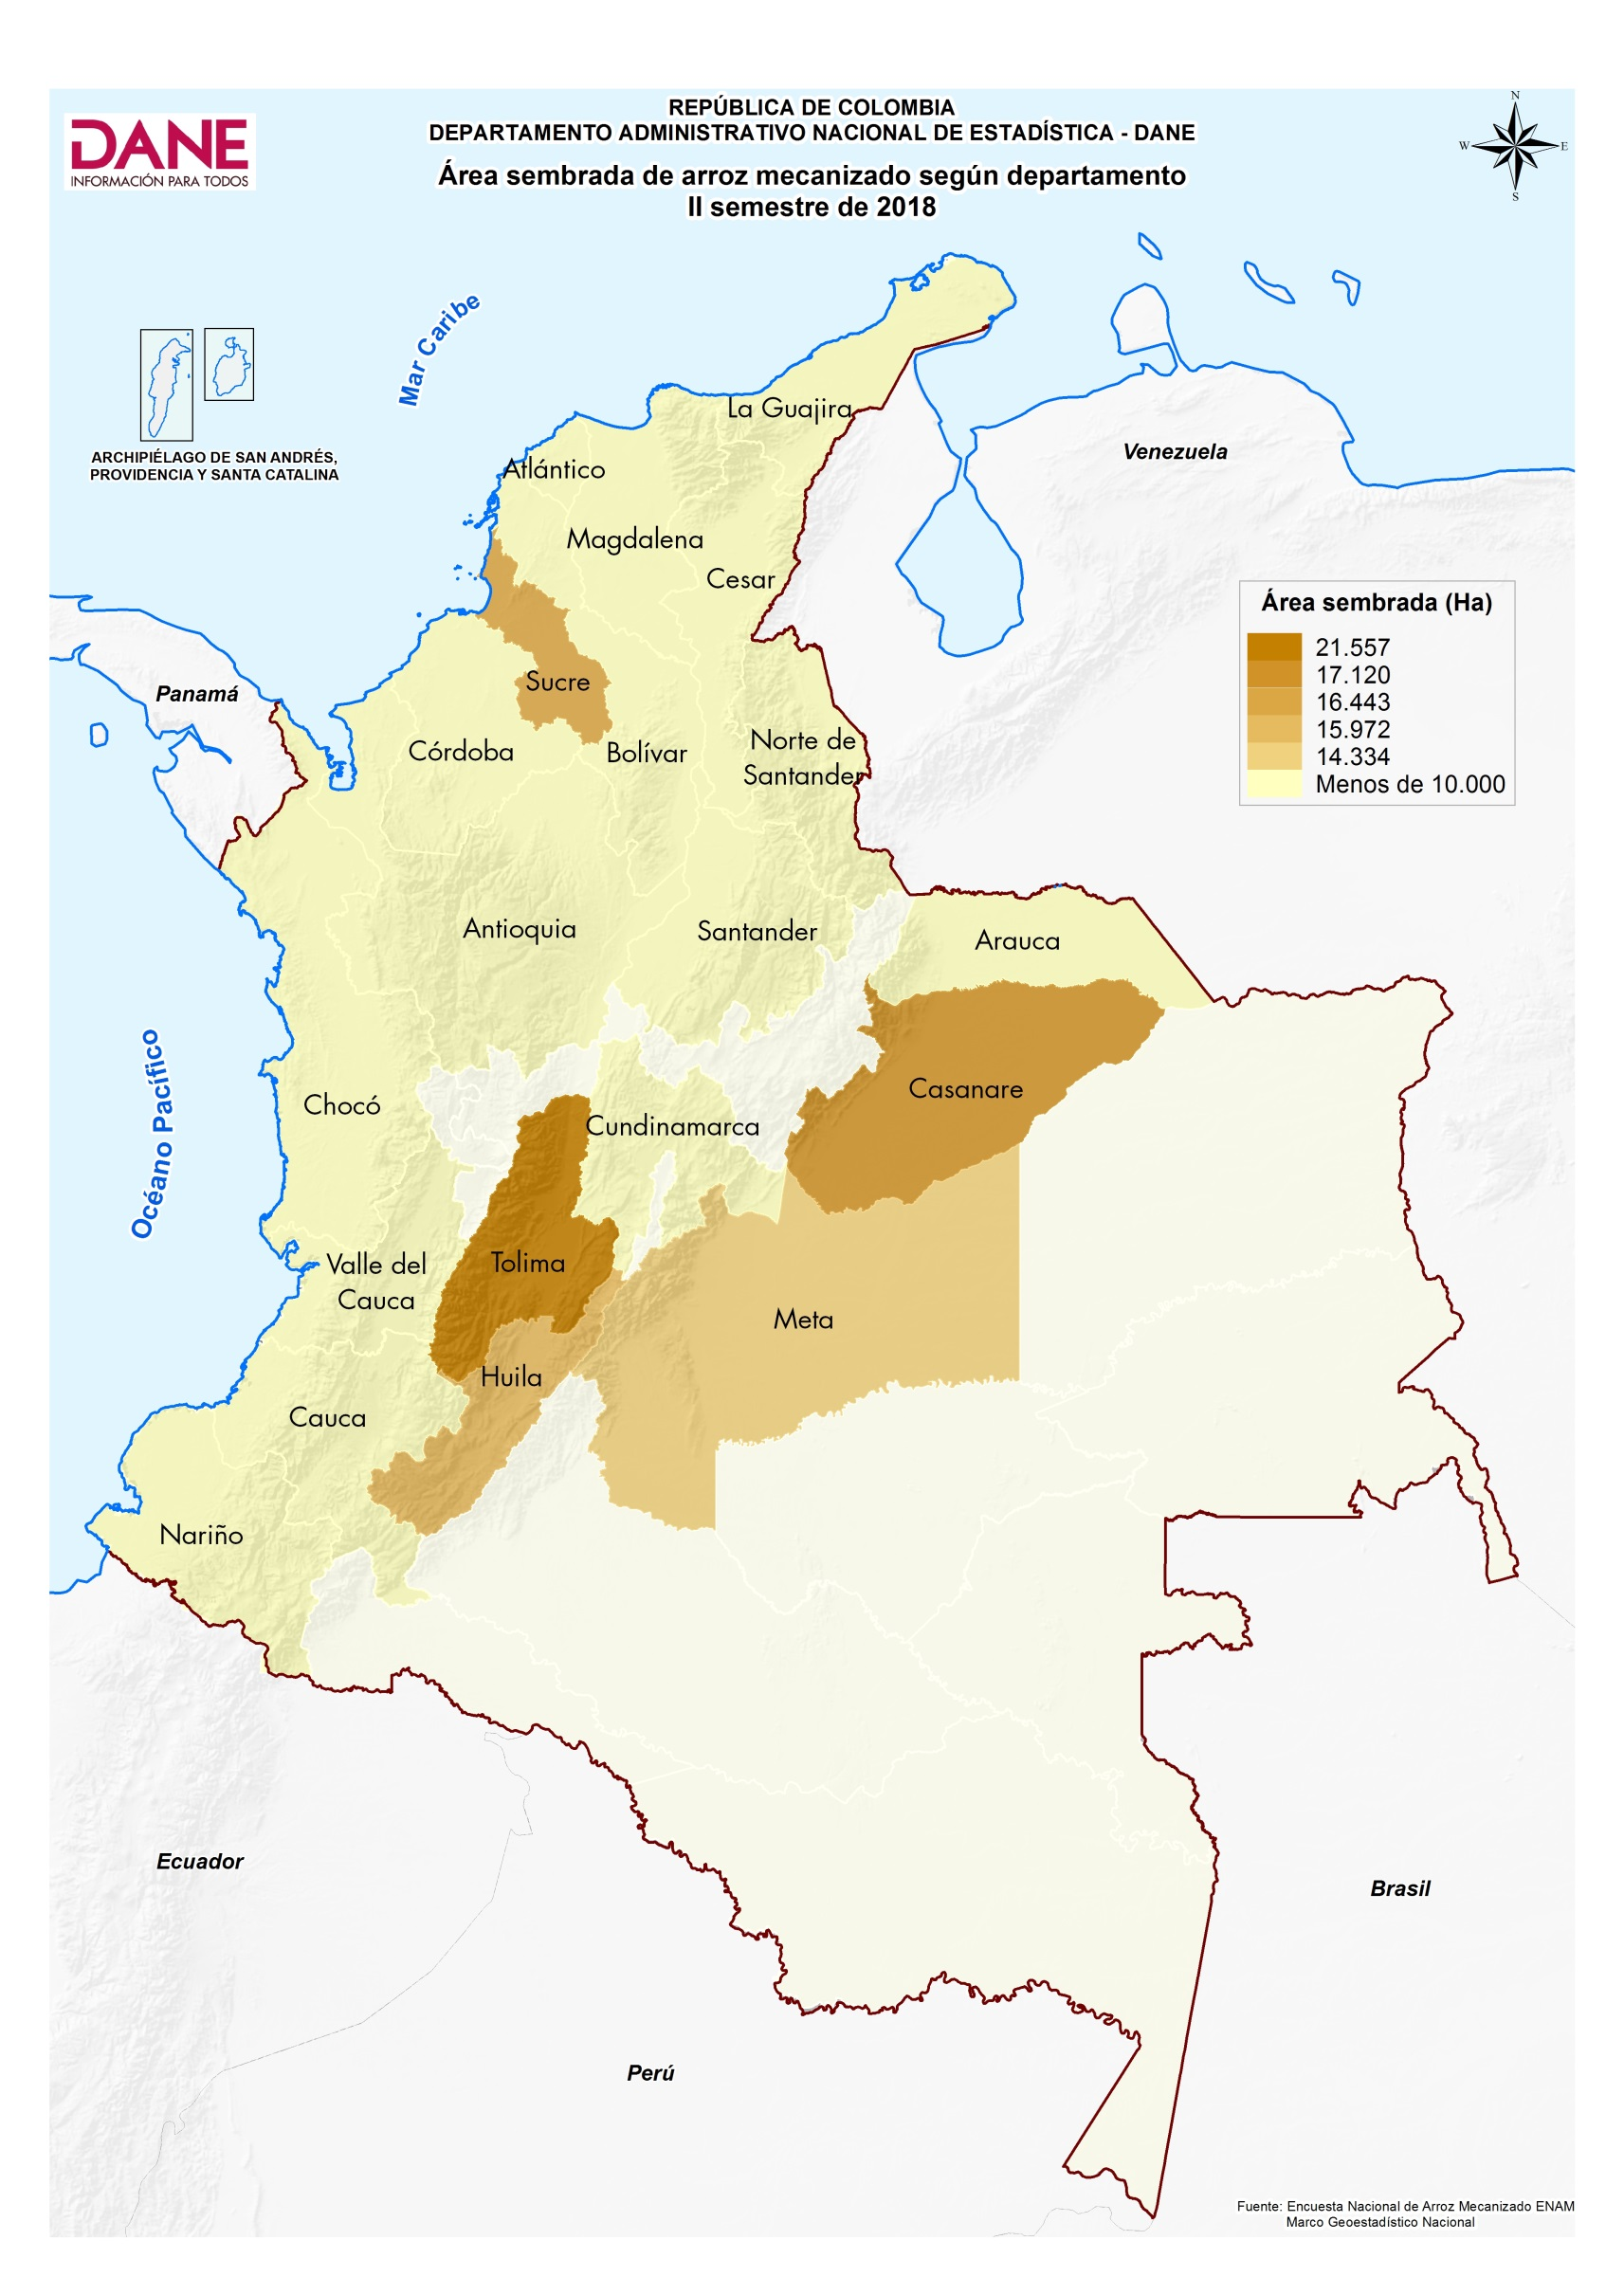 REPÚBLICA DE COLOMBIA
DEPARTAMENTO ADMINISTRATIVO NACIONAL DE ESTADÍSTICA - DANE
Área sembrada de arroz mecanizado según departamento
II semestre de 2018
DANE
INFORMACIÓN PARA TODOS
N
W
E
S
Mar Caribe
ARCHIPIÉLAGO DE SAN ANDRÉS,
PROVIDENCIA Y SANTA CATALINA
La Guajira
Atlántico
Magdalena
Cesar
Venezuela
Área sembrada (Ha)
21.557
17.120
16.443
15.972
14.334
Menos de 10.000
Panamá
Sucre
Córdoba
Bolívar
Norte de
Santander
Antioquia
Santander
Arauca
Océano Pacífico
Chocó
Cundinamarca
Casanare
Valle del
Cauca
Tolima
Meta
Huila
Cauca
Nariño
Ecuador
Brasil
Perú
Fuente: Encuesta Nacional de Arroz Mecanizado ENAM
Marco Geoestadístico Nacional